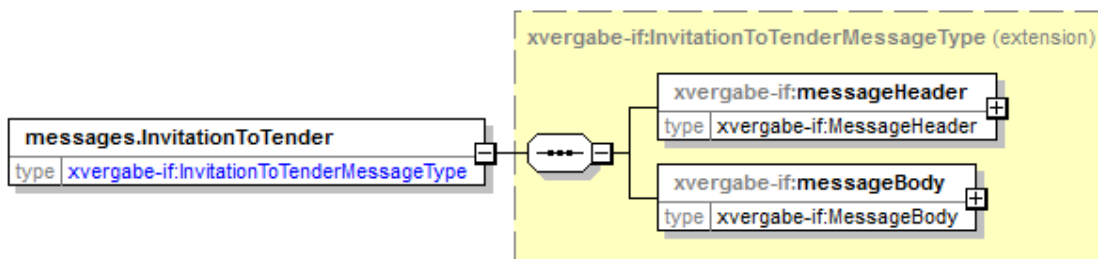 xvergabe-if:InvitationToTenderMessageType (extension)
xvergabe-if:messageHeader
type xvergabe-if:MessageHeader
messages.InvitationToTender
type xvergabe-if:InvitationToTenderMessageType
xvergabe-if:messageBody
type xvergabe-if:MessageBody